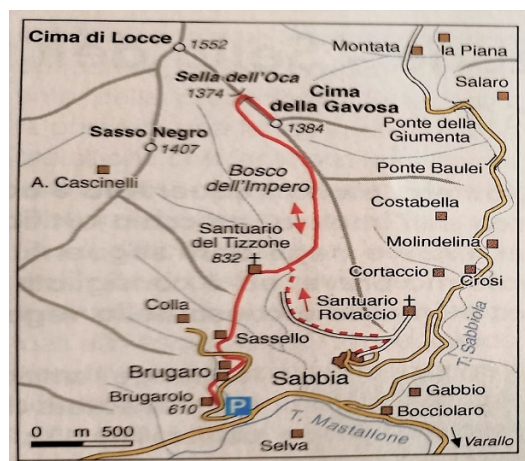 Cima di Locce
1552
Montata
la Piana
Sella dell'Oca
1374
Cima
della Gavosa
1384
Salaro
Ponte della
Giumenta
Sasso Negro
1407
Ponte Baulei
A. Cascinelli
Bosco
dell'Impero
Costabella
Santuario
del Tizzone
832
Molindelina
Cortaccio
Crosi
Colla
Santuario
Rovaccio
T. Sabbiola
Sassello
Brugaro
Sabbia
Brugarolo
610
P
Gabbio
Bocciolaro
T. Mastallone
0 m 500
Selva
Varallo